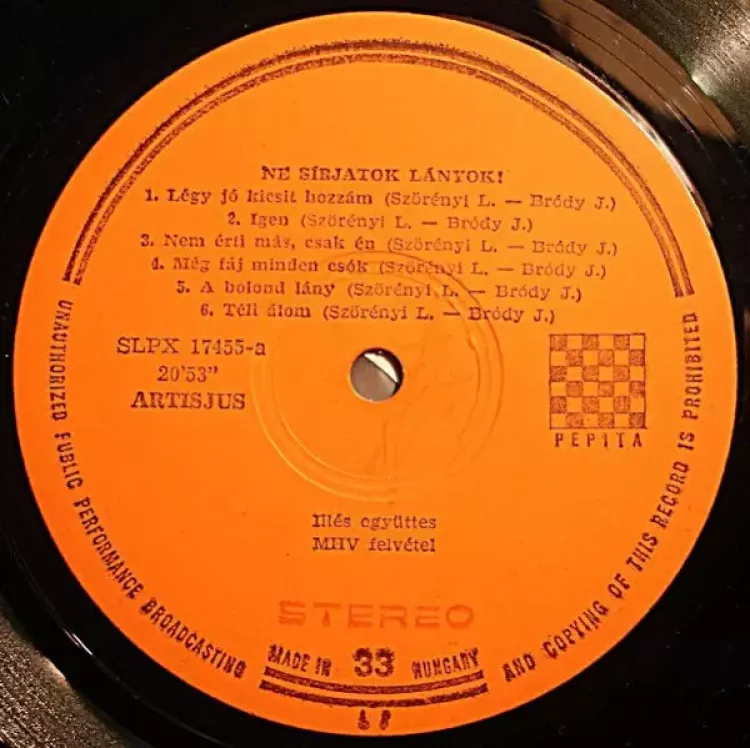 NE SÍRJATOK LÁNYOK!
1. Légy jó kicsit hozzám (Szörényi L. — Bródy J.)
2. Igen (Szörényi L. — Bródy J.)
3. Nem érti más, csak én (Szörényi L. — Bródy J.)
4. Még fáj minden csók (Szörényi L. — Bródy J.)
5. A bolond lány (Szörényi L. — Bródy J.)
6. Téli álom (Szörényi L. — Bródy J.)
SLPX 17455-a
20'53"
ARTISJUS
PEPITA
Illés együttes
MHV felvétel
STEREO
MADE IN 33 HUNGARY
UNAUTHORIZED PUBLIC PERFORMANCE BROADCASTING AND COPYING OF THIS RECORD IS PROHIBITED